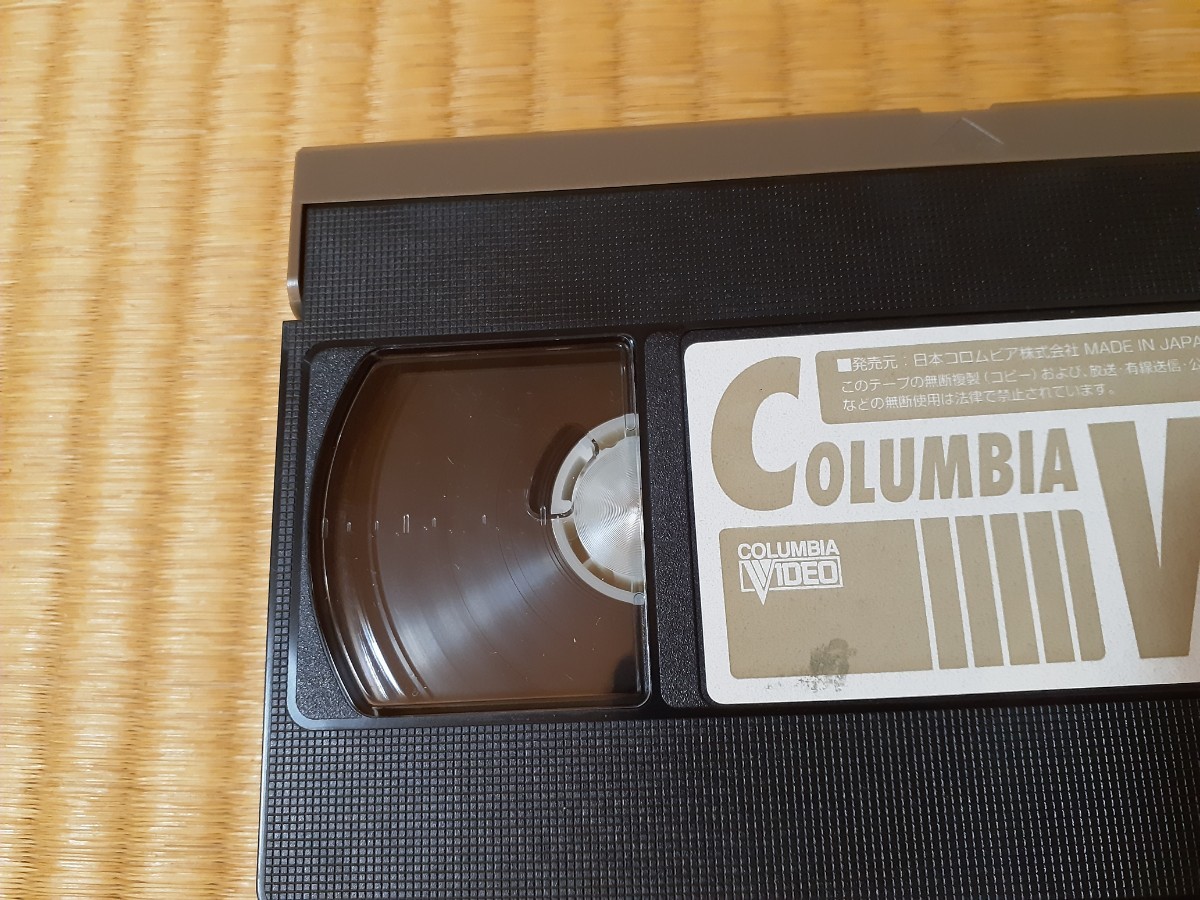 ■発売元：日本コロムビア株式会社 MADE IN JAPA
このテープの無断複製(コピー)および、放送・有線送信・公
などの無断使用は法律で禁止されています。
COLUMBIA V
COLUMBIA
VIDEO